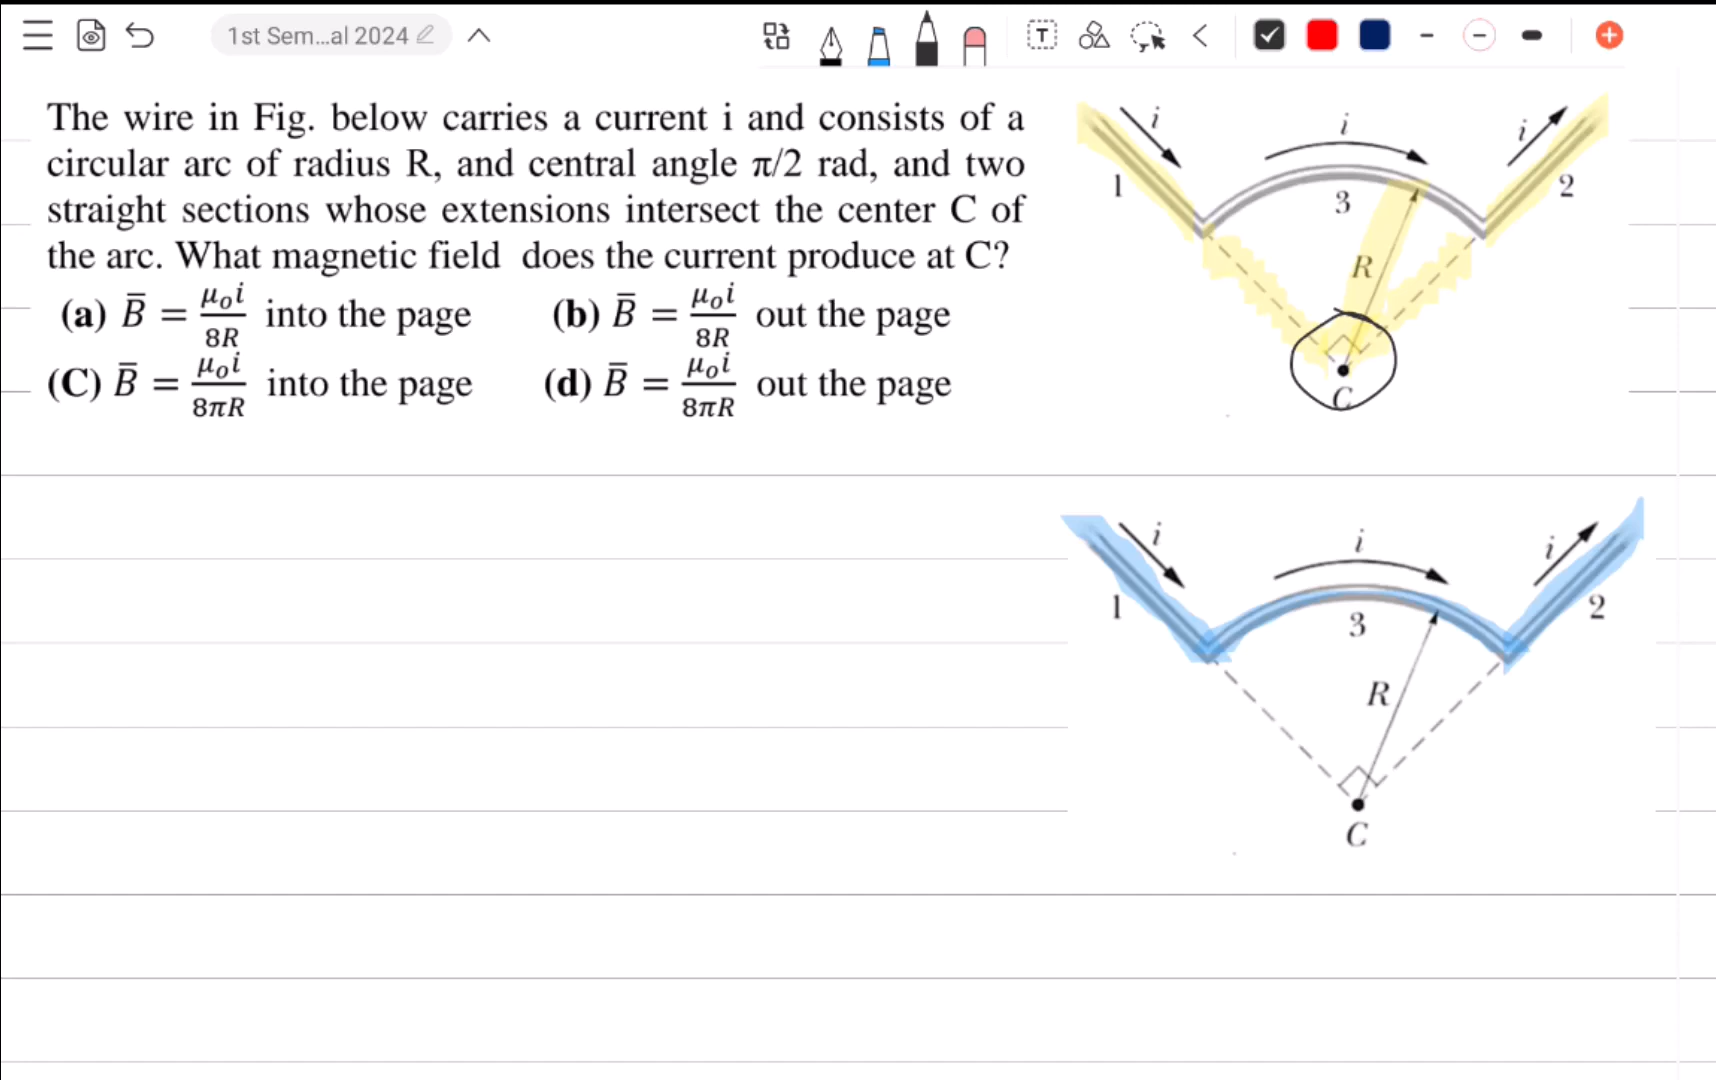 1st Sem...al 2024
T
The wire in Fig. below carries a current i and consists of a
circular arc of radius R, and central angle π/2 rad, and two
straight sections whose extensions intersect the center C of
the arc. What magnetic field does the current produce at C?
(a) B̅ = μₒi/8R into the page (b) B̅ = μₒi/8R out the page
(C) B̅ = μₒi/8πR into the page (d) B̅ = μₒi/8πR out the page
i i i
1 3 2
R
C
i i i
1 3 2
R
C